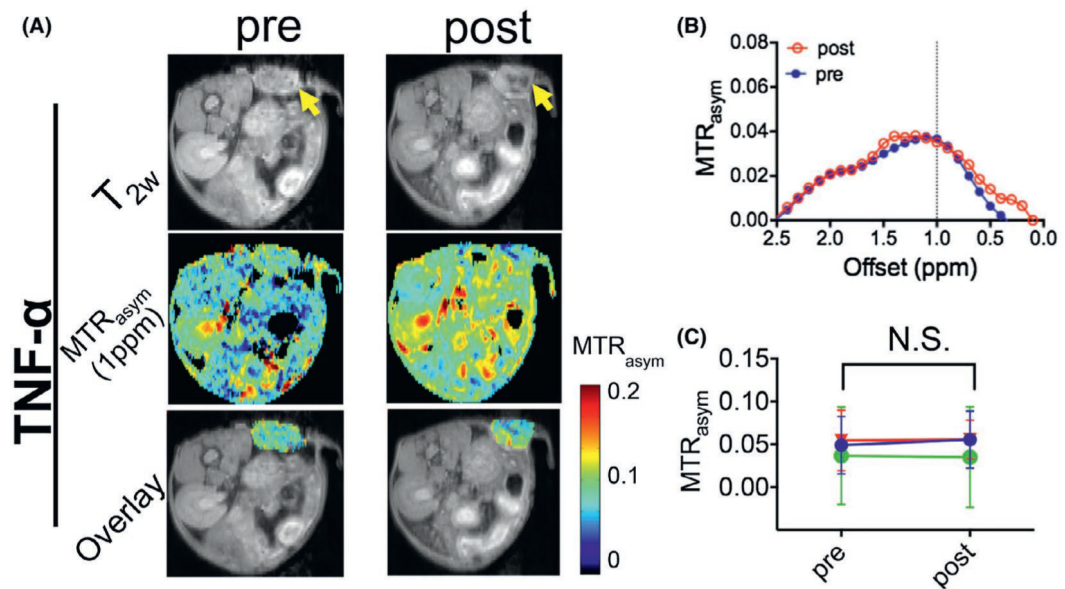 (A)
pre post
TNF-α
T2w
MTRasym
(1ppm)
Overlay
MTRasym
0.2
0.1
0
(B)
0.08
0.06
0.04
0.02
0.00
MTRasym
post
pre
2.5 2.0 1.5 1.0 0.5 0.0
Offset (ppm)
(C)
N.S.
0.15
0.10
0.05
0.00
MTRasym
pre post